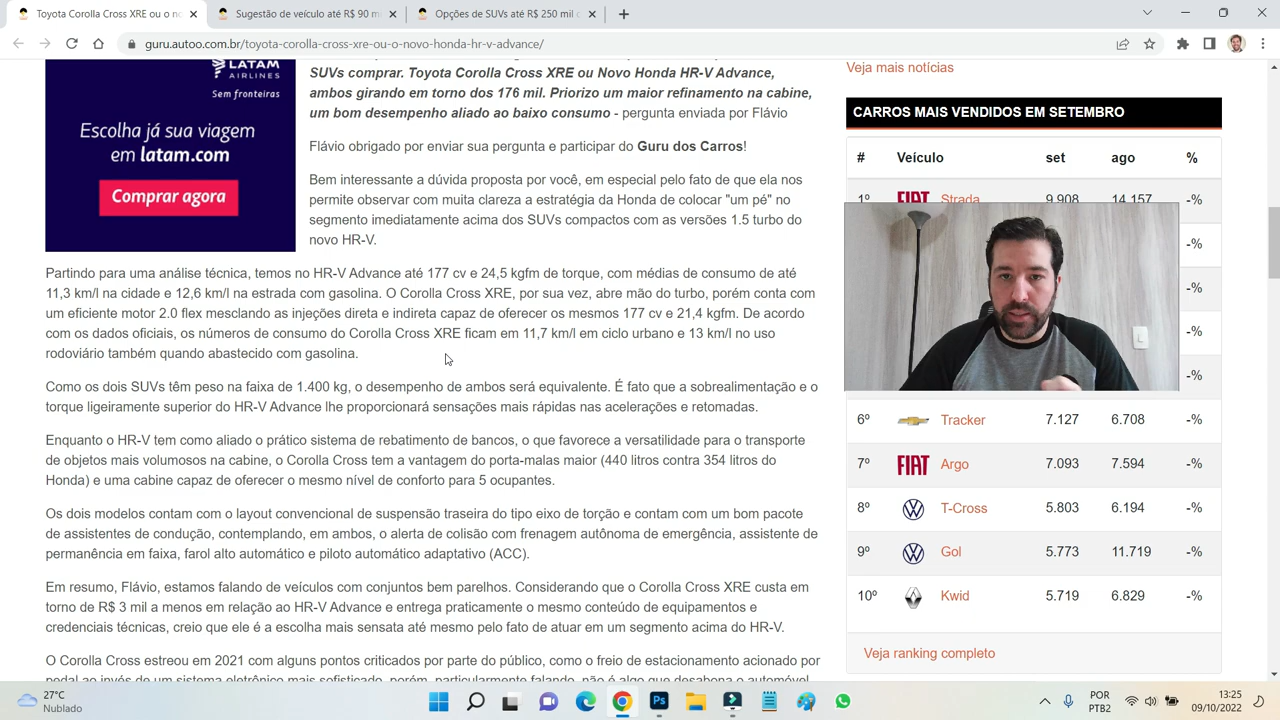 Toyota Corolla Cross XRE ou o no
Sugestão de veículo até R$ 90 m
Opções de SUVs até R$ 250 mil c
guru.autoo.com.br/toyota-corolla-cross-xre-ou-o-novo-honda-hr-v-advance/
LATAM
AIRLINES
Sem fronteiras
Escolha já sua viagem
em latam.com
Comprar agora
SUVs comprar. Toyota Corolla Cross XRE ou Novo Honda HR-V Advance,
ambos girando em torno dos 176 mil. Priorizo um maior refinamento na cabine,
um bom desempenho aliado ao baixo consumo - pergunta enviada por Flávio
Flávio obrigado por enviar sua pergunta e participar do Guru dos Carros!
Bem interessante a dúvida proposta por você, em especial pelo fato de que ela nos
permite observar com muita clareza a estratégia da Honda de colocar "um pé" no
segmento imediatamente acima dos SUVs compactos com as versões 1.5 turbo do
novo HR-V.
Partindo para uma análise técnica, temos no HR-V Advance até 177 cv e 24,5 kgfm de torque, com médias de consumo de até
11,3 km/l na cidade e 12,6 km/l na estrada com gasolina. O Corolla Cross XRE, por sua vez, abre mão do turbo, porém conta com
um eficiente motor 2.0 flex mesclando as injeções direta e indireta capaz de oferecer os mesmos 177 cv e 21,4 kgfm. De acordo
com os dados oficiais, os números de consumo do Corolla Cross XRE ficam em 11,7 km/l em ciclo urbano e 13 km/l no uso
rodoviário também quando abastecido com gasolina.
Como os dois SUVs têm peso na faixa de 1.400 kg, o desempenho de ambos será equivalente. É fato que a sobrealimentação e o
torque ligeiramente superior do HR-V Advance lhe proporcionará sensações mais rápidas nas acelerações e retomadas.
Enquanto o HR-V tem como aliado o prático sistema de rebatimento de bancos, o que favorece a versatilidade para o transporte
de objetos mais volumosos na cabine, o Corolla Cross tem a vantagem do porta-malas maior (440 litros contra 354 litros do
Honda) e uma cabine capaz de oferecer o mesmo nível de conforto para 5 ocupantes.
Os dois modelos contam com o layout convencional de suspensão traseira do tipo eixo de torção e contam com um bom pacote
de assistentes de condução, contemplando, em ambos, o alerta de colisão com frenagem autônoma de emergência, assistente de
permanência em faixa, farol alto automático e piloto automático adaptativo (ACC).
Em resumo, Flávio, estamos falando de veículos com conjuntos bem parelhos. Considerando que o Corolla Cross XRE custa em
torno de R$ 3 mil a menos em relação ao HR-V Advance e entrega praticamente o mesmo conteúdo de equipamentos e
credenciais técnicas, creio que ele é a escolha mais sensata até mesmo pelo fato de atuar em um segmento acima do HR-V.
O Corolla Cross estreou em 2021 com alguns pontos criticados por parte do público, como o freio de estacionamento acionado por
pedal ao invés de um sistema eletrônico mais sofisticado, porém, particularmente falando, não é algo que desabona o automóvel
Veja mais notícias
CARROS MAIS VENDIDOS EM SETEMBRO
# Veículo set ago %
1º FIAT Strada 9.908 14.157 -%
-%
-%
-%
-%
6º Tracker 7.127 6.708 -%
7º FIAT Argo 7.093 7.594 -%
8º T-Cross 5.803 6.194 -%
9º Gol 5.773 11.719 -%
10º Kwid 5.719 6.829 -%
Veja ranking completo
27°C
Nublado
POR
PTB2
13:25
09/10/2022